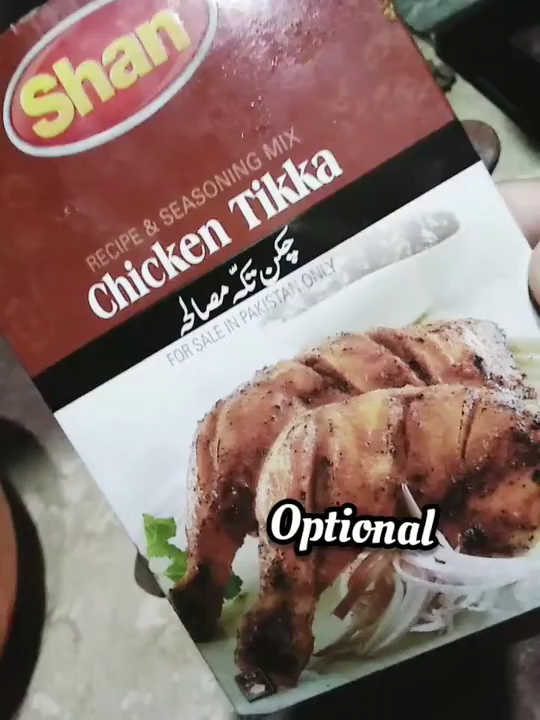 Shan
RECIPE & SEASONING MIX
Chicken Tikka
چکن تکہّ مصالحہ
FOR SALE IN PAKISTAN ONLY
Optional